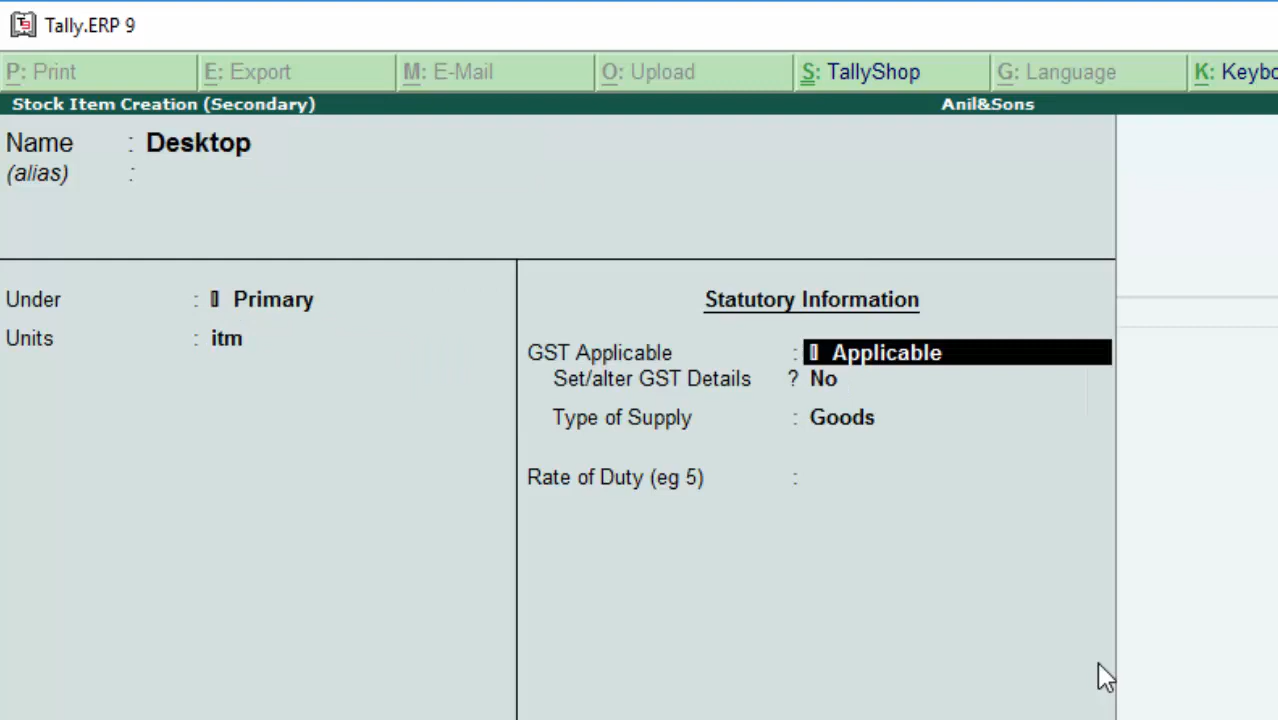 Tally.ERP 9
P: Print E: Export M: E-Mail O: Upload S: TallyShop G: Language K: Keybo
Stock Item Creation (Secondary) Anil&Sons
Name : Desktop
(alias) :
Under : Primary
Units : itm
Statutory Information
GST Applicable : Applicable
Set/alter GST Details ? No
Type of Supply : Goods
Rate of Duty (eg 5) :